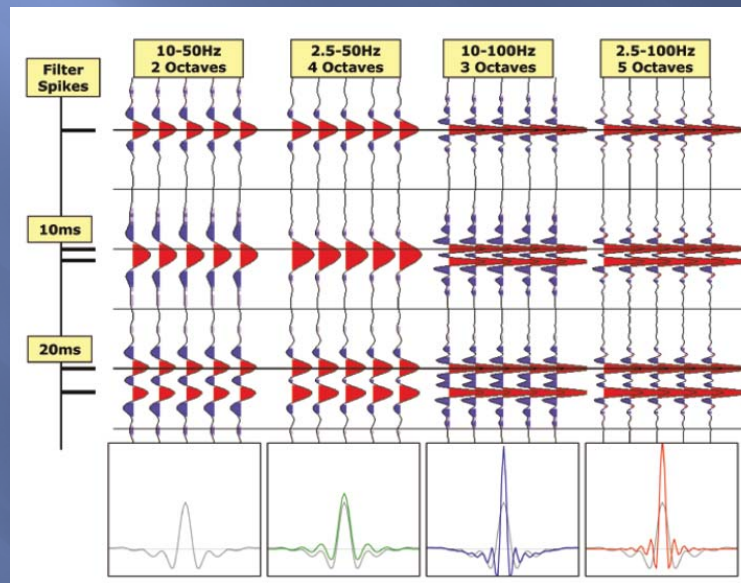 10-50Hz
2 Octaves
2.5-50Hz
4 Octaves
10-100Hz
3 Octaves
2.5-100Hz
5 Octaves
Filter
Spikes
10ms
20ms